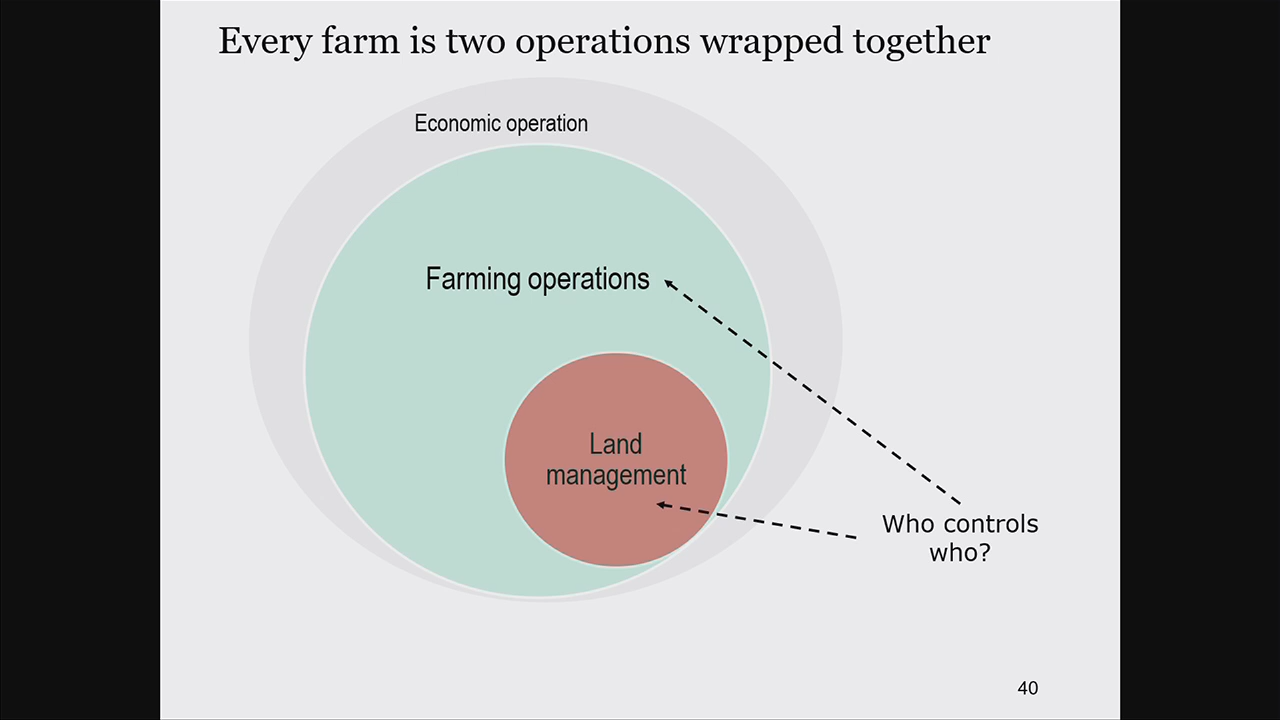 Every farm is two operations wrapped together
Economic operation
Farming operations
Land
management
Who controls
who?
40